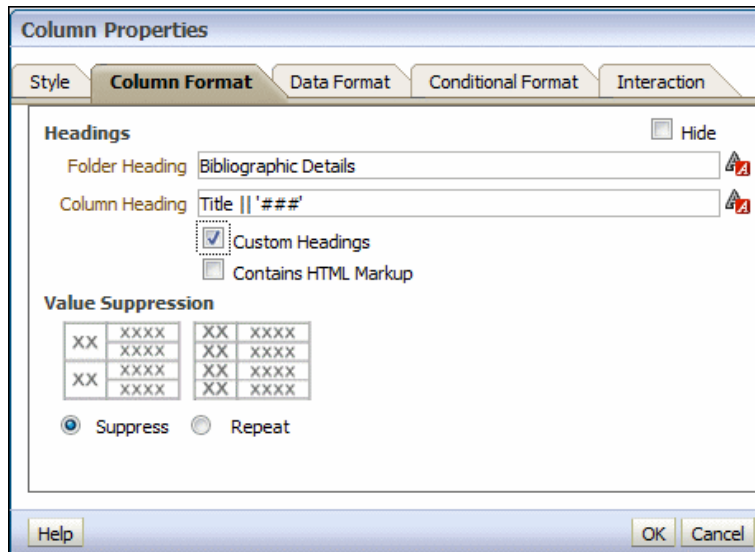 Column Properties
Style Column Format Data Format Conditional Format Interaction
Headings Hide
Folder Heading Bibliographic Details
Column Heading Title || '###'
Custom Headings
Contains HTML Markup
Value Suppression
XX XXXX XX XXXX
XXXX XX XXXX
XX XXXX XX XXXX
XXXX XX XXXX
Suppress Repeat
Help OK Cancel